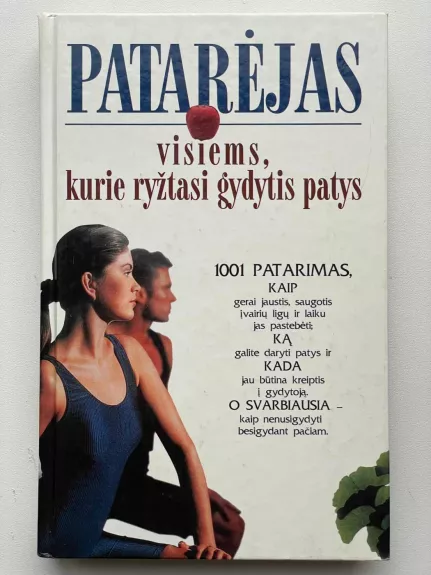 PATARĖJAS
visiems,
kurie ryžtasi gydytis patys
1001 PATARIMAS,
KAIP
gerai jaustis, saugotis
įvairių ligų ir laiku
jas pastebėti;
KĄ
galite daryti patys ir
KADA
jau būtina kreiptis
į gydytoją.
O SVARBIAUSIA –
kaip nenusigydyti
besigydant pačiam.